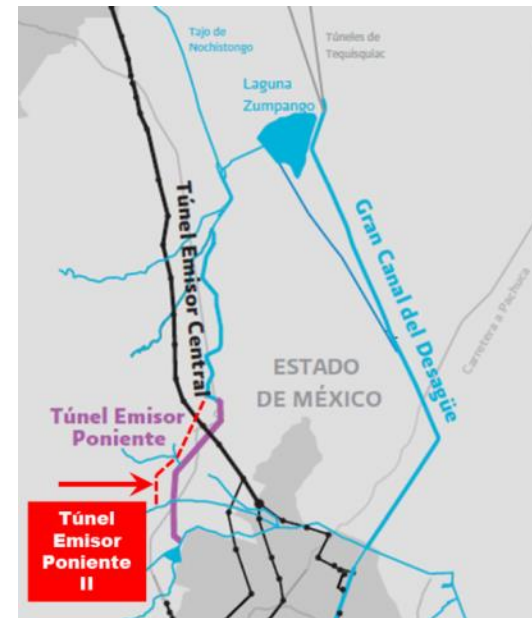 Tajo de
Nochistongo
Túneles de
Tequisquiac
Laguna
Zumpango
Túnel Emisor Central
Gran Canal del Desagüe
Carretera a Pachuca
ESTADO
DE MÉXICO
Túnel Emisor
Poniente
Túnel
Emisor
Poniente
II